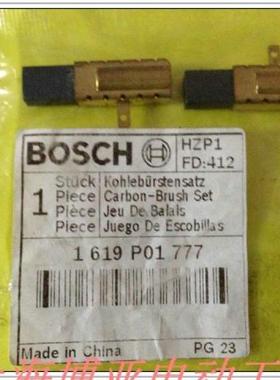 BOSCH
HZP1
FD:412
1
Stück Kohlebürstensatz
Piece Carbon-Brush Set
Pièce Jeu De Balais
Piece Juego De Escobillas
1 619 P01 777
Made in China PG 23